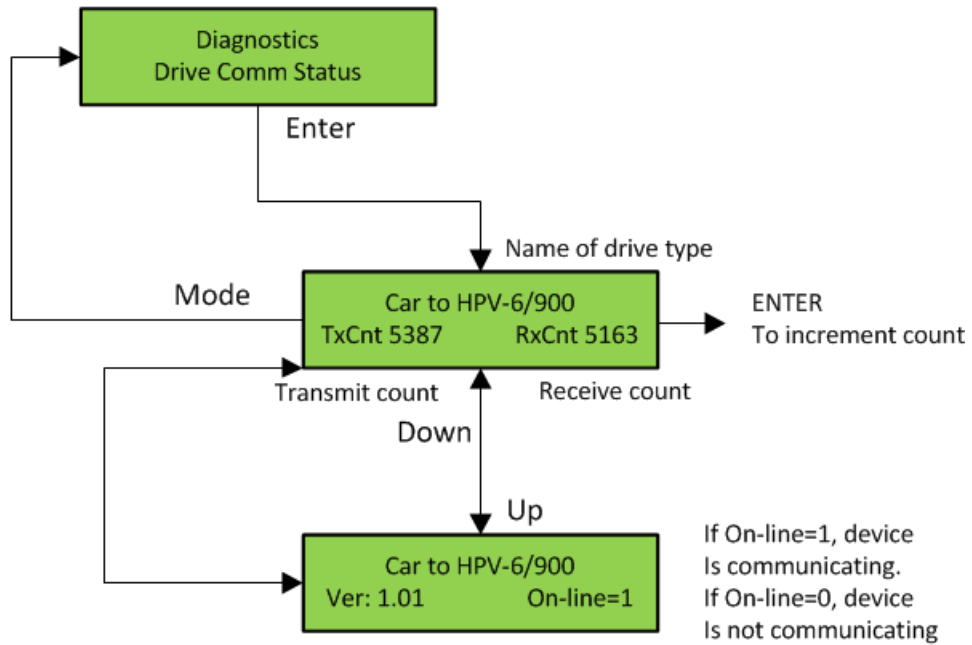 Diagnostics
Drive Comm Status
Enter
Name of drive type
Mode
Car to HPV-6/900
TxCnt 5387 RxCnt 5163
ENTER
To increment count
Transmit count
Receive count
Down
Up
Car to HPV-6/900
Ver: 1.01 On-line=1
If On-line=1, device
Is communicating.
If On-line=0, device
Is not communicating